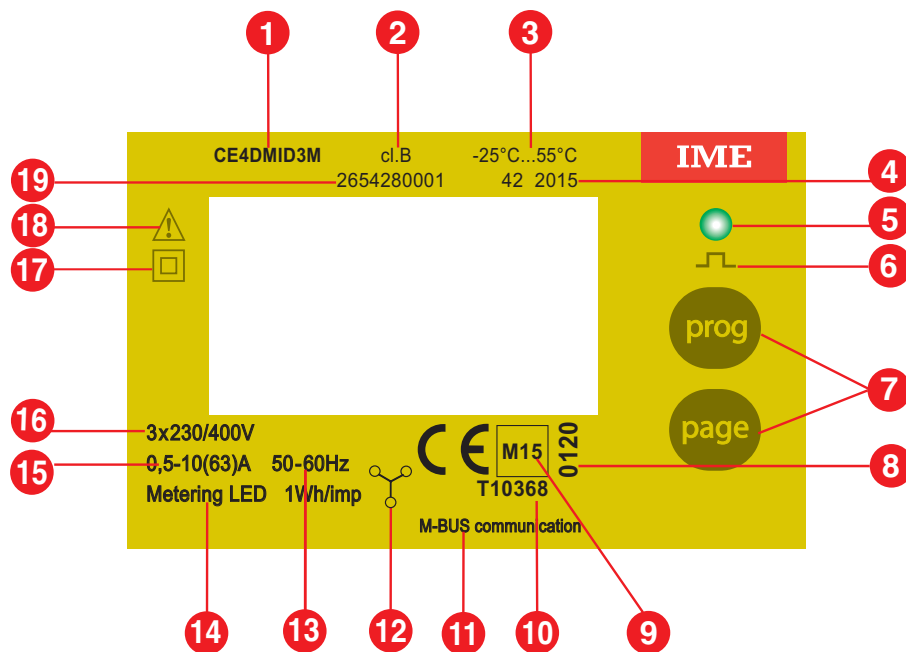 1 2 3
CE4DMID3M cl.B -25°C...55°C IME
19 2654280001 42 2015 4
18 5
17 6
prog
7
page
16 3x230/400V
15 0,5-10(63)A 50-60Hz CE M15 0120 8
Metering LED 1Wh/imp T10368
M-BUS communication
14 13 12 11 10 9